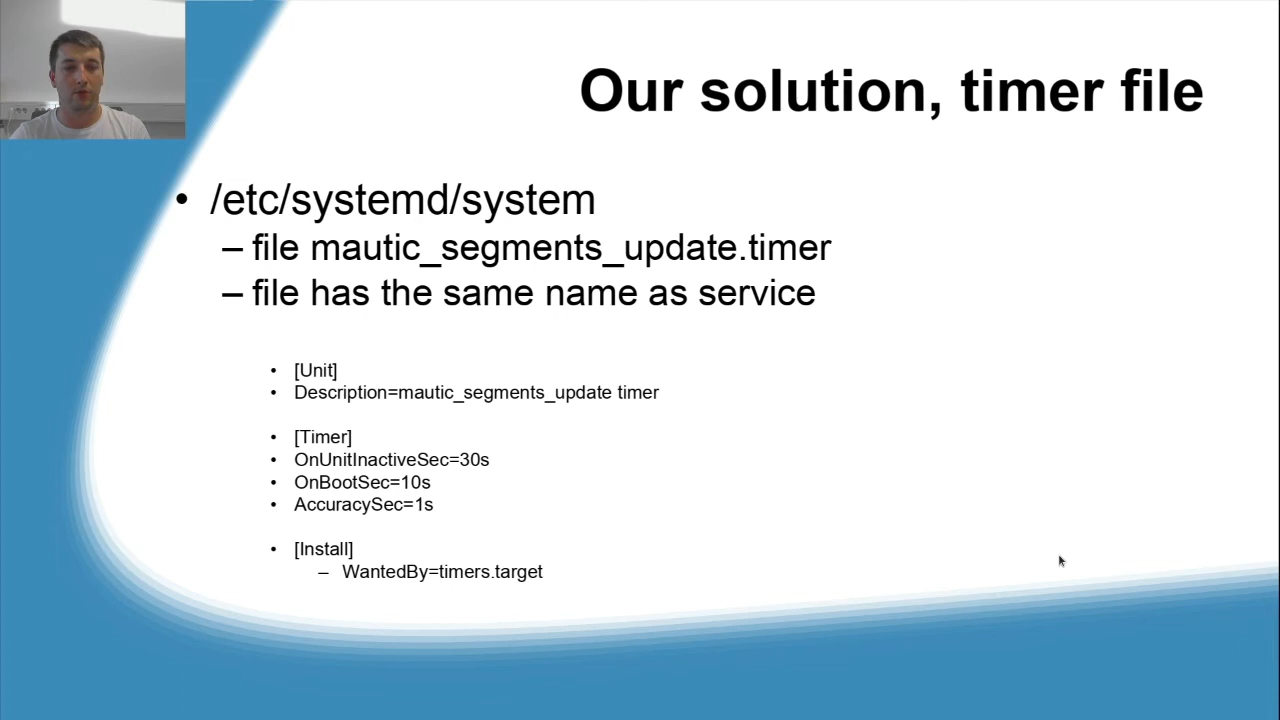 Our solution, timer file
• /etc/systemd/system
– file mautic_segments_update.timer
– file has the same name as service
• [Unit]
• Description=mautic_segments_update timer
• [Timer]
• OnUnitInactiveSec=30s
• OnBootSec=10s
• AccuracySec=1s
• [Install]
– WantedBy=timers.target